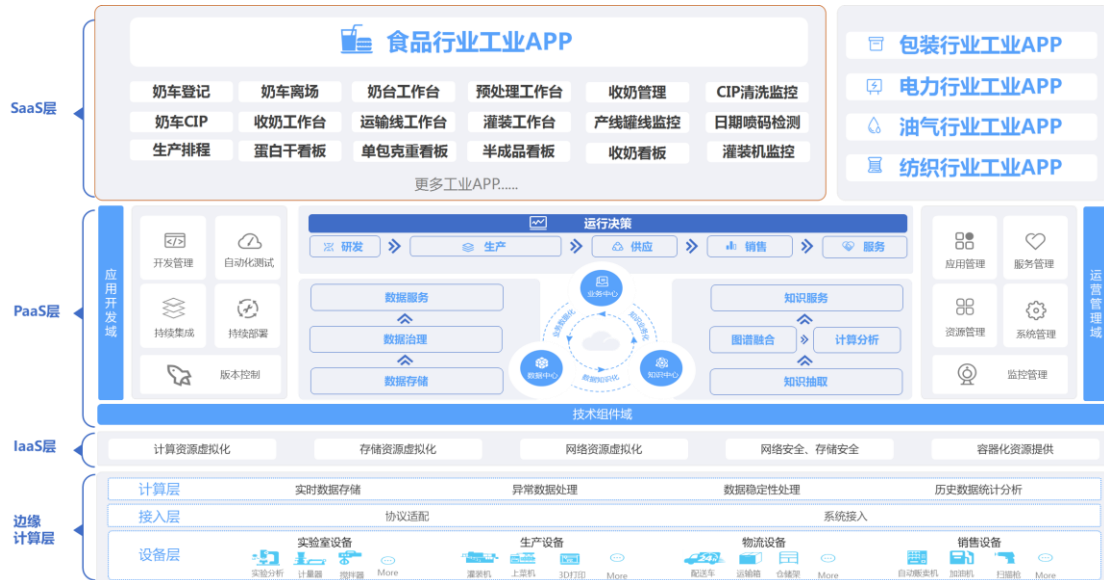 SaaS层
食品行业工业APP
奶车登记 奶车离场 奶台工作台 预处理工作台 收奶管理 CIP清洗监控
奶车CIP 收奶工作台 运输线工作台 灌装工作台 产线罐线监控 日期喷码检测
生产排程 蛋白干看板 单包克重看板 半成品看板 收奶看板 灌装机监控
更多工业APP......
包装行业工业APP
电力行业工业APP
油气行业工业APP
纺织行业工业APP
PaaS层
应用开发域
开发管理 自动化测试
持续集成 持续部署
版本控制
运行决策
研发 生产 供应 销售 服务
数据服务
数据治理
数据存储
业务中心
业务数据化
知识业务化
数据中心
数据知识化
知识中心
知识服务
图谱融合 计算分析
知识抽取
应用管理 服务管理
资源管理 系统管理
监控管理
运营管理域
技术组件域
IaaS层
计算资源虚拟化 存储资源虚拟化 网络资源虚拟化 网络安全、存储安全 容器化资源提供
边缘
计算层
计算层 实时数据存储 异常数据处理 数据稳定性处理 历史数据统计分析
接入层 协议适配 系统接入
设备层
实验室设备 生产设备 物流设备 销售设备
实验分析 计量器 搅拌器 More 灌装机 上菜机 3D打印 More 配送车 运输箱 仓储架 More 自动贩卖机 加油机 扫描枪 More